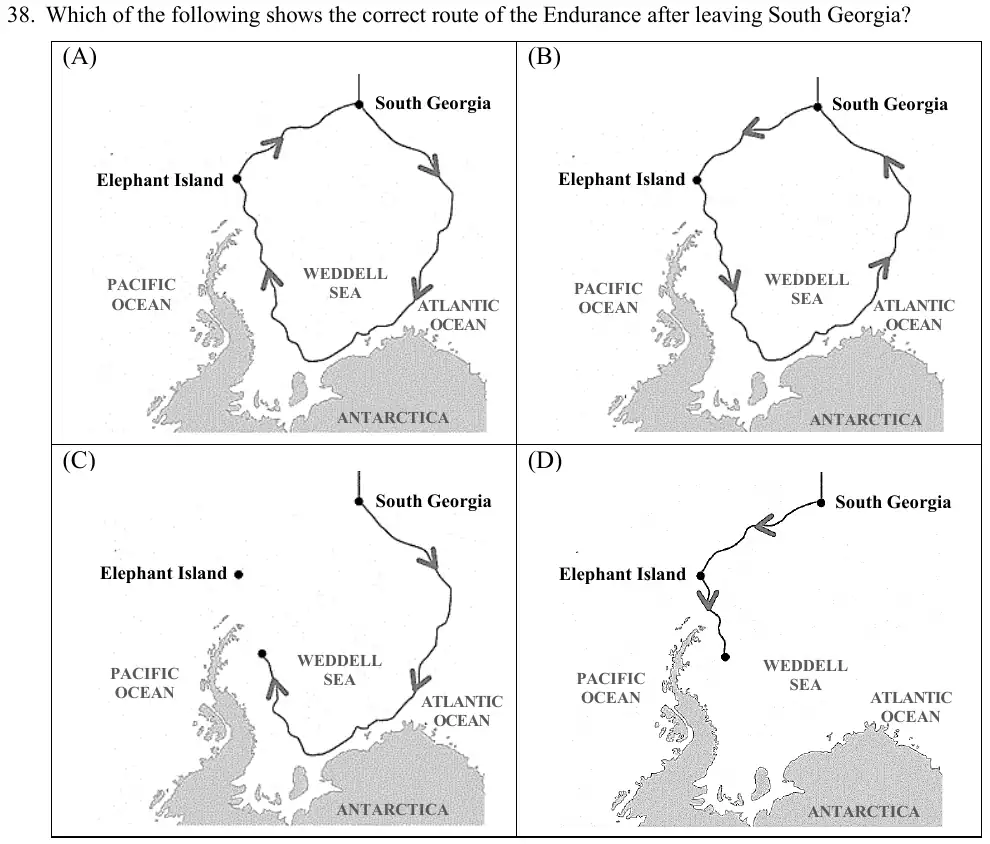 38. Which of the following shows the correct route of the Endurance after leaving South Georgia?
(A)
South Georgia
Elephant Island
WEDDELL
SEA
PACIFIC
OCEAN
ATLANTIC
OCEAN
ANTARCTICA
(B)
South Georgia
Elephant Island
WEDDELL
SEA
PACIFIC
OCEAN
ATLANTIC
OCEAN
ANTARCTICA
(C)
South Georgia
Elephant Island
WEDDELL
SEA
PACIFIC
OCEAN
ATLANTIC
OCEAN
ANTARCTICA
(D)
South Georgia
Elephant Island
WEDDELL
SEA
PACIFIC
OCEAN
ATLANTIC
OCEAN
ANTARCTICA